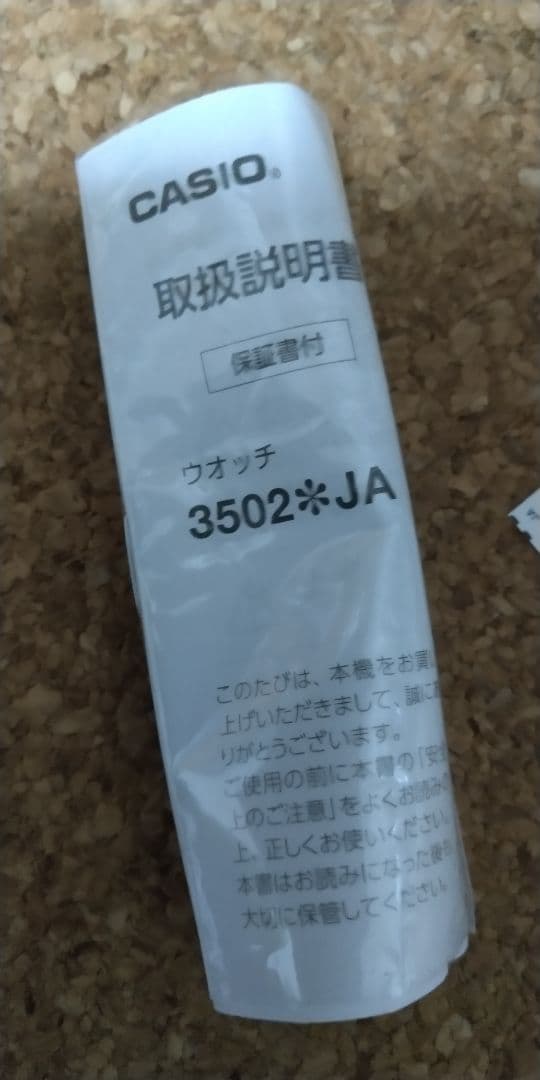 CASIO®
取扱説明書
保証書付
ウオッチ
3502＊JA
このたびは、本機をお買い
上げいただきまして、誠に
りがとうございます。
ご使用の前に本書の「安全
上のご注意」をよくお読みの
上、正しくお使いください。
本書はお読みになった後も
大切に保管してください。